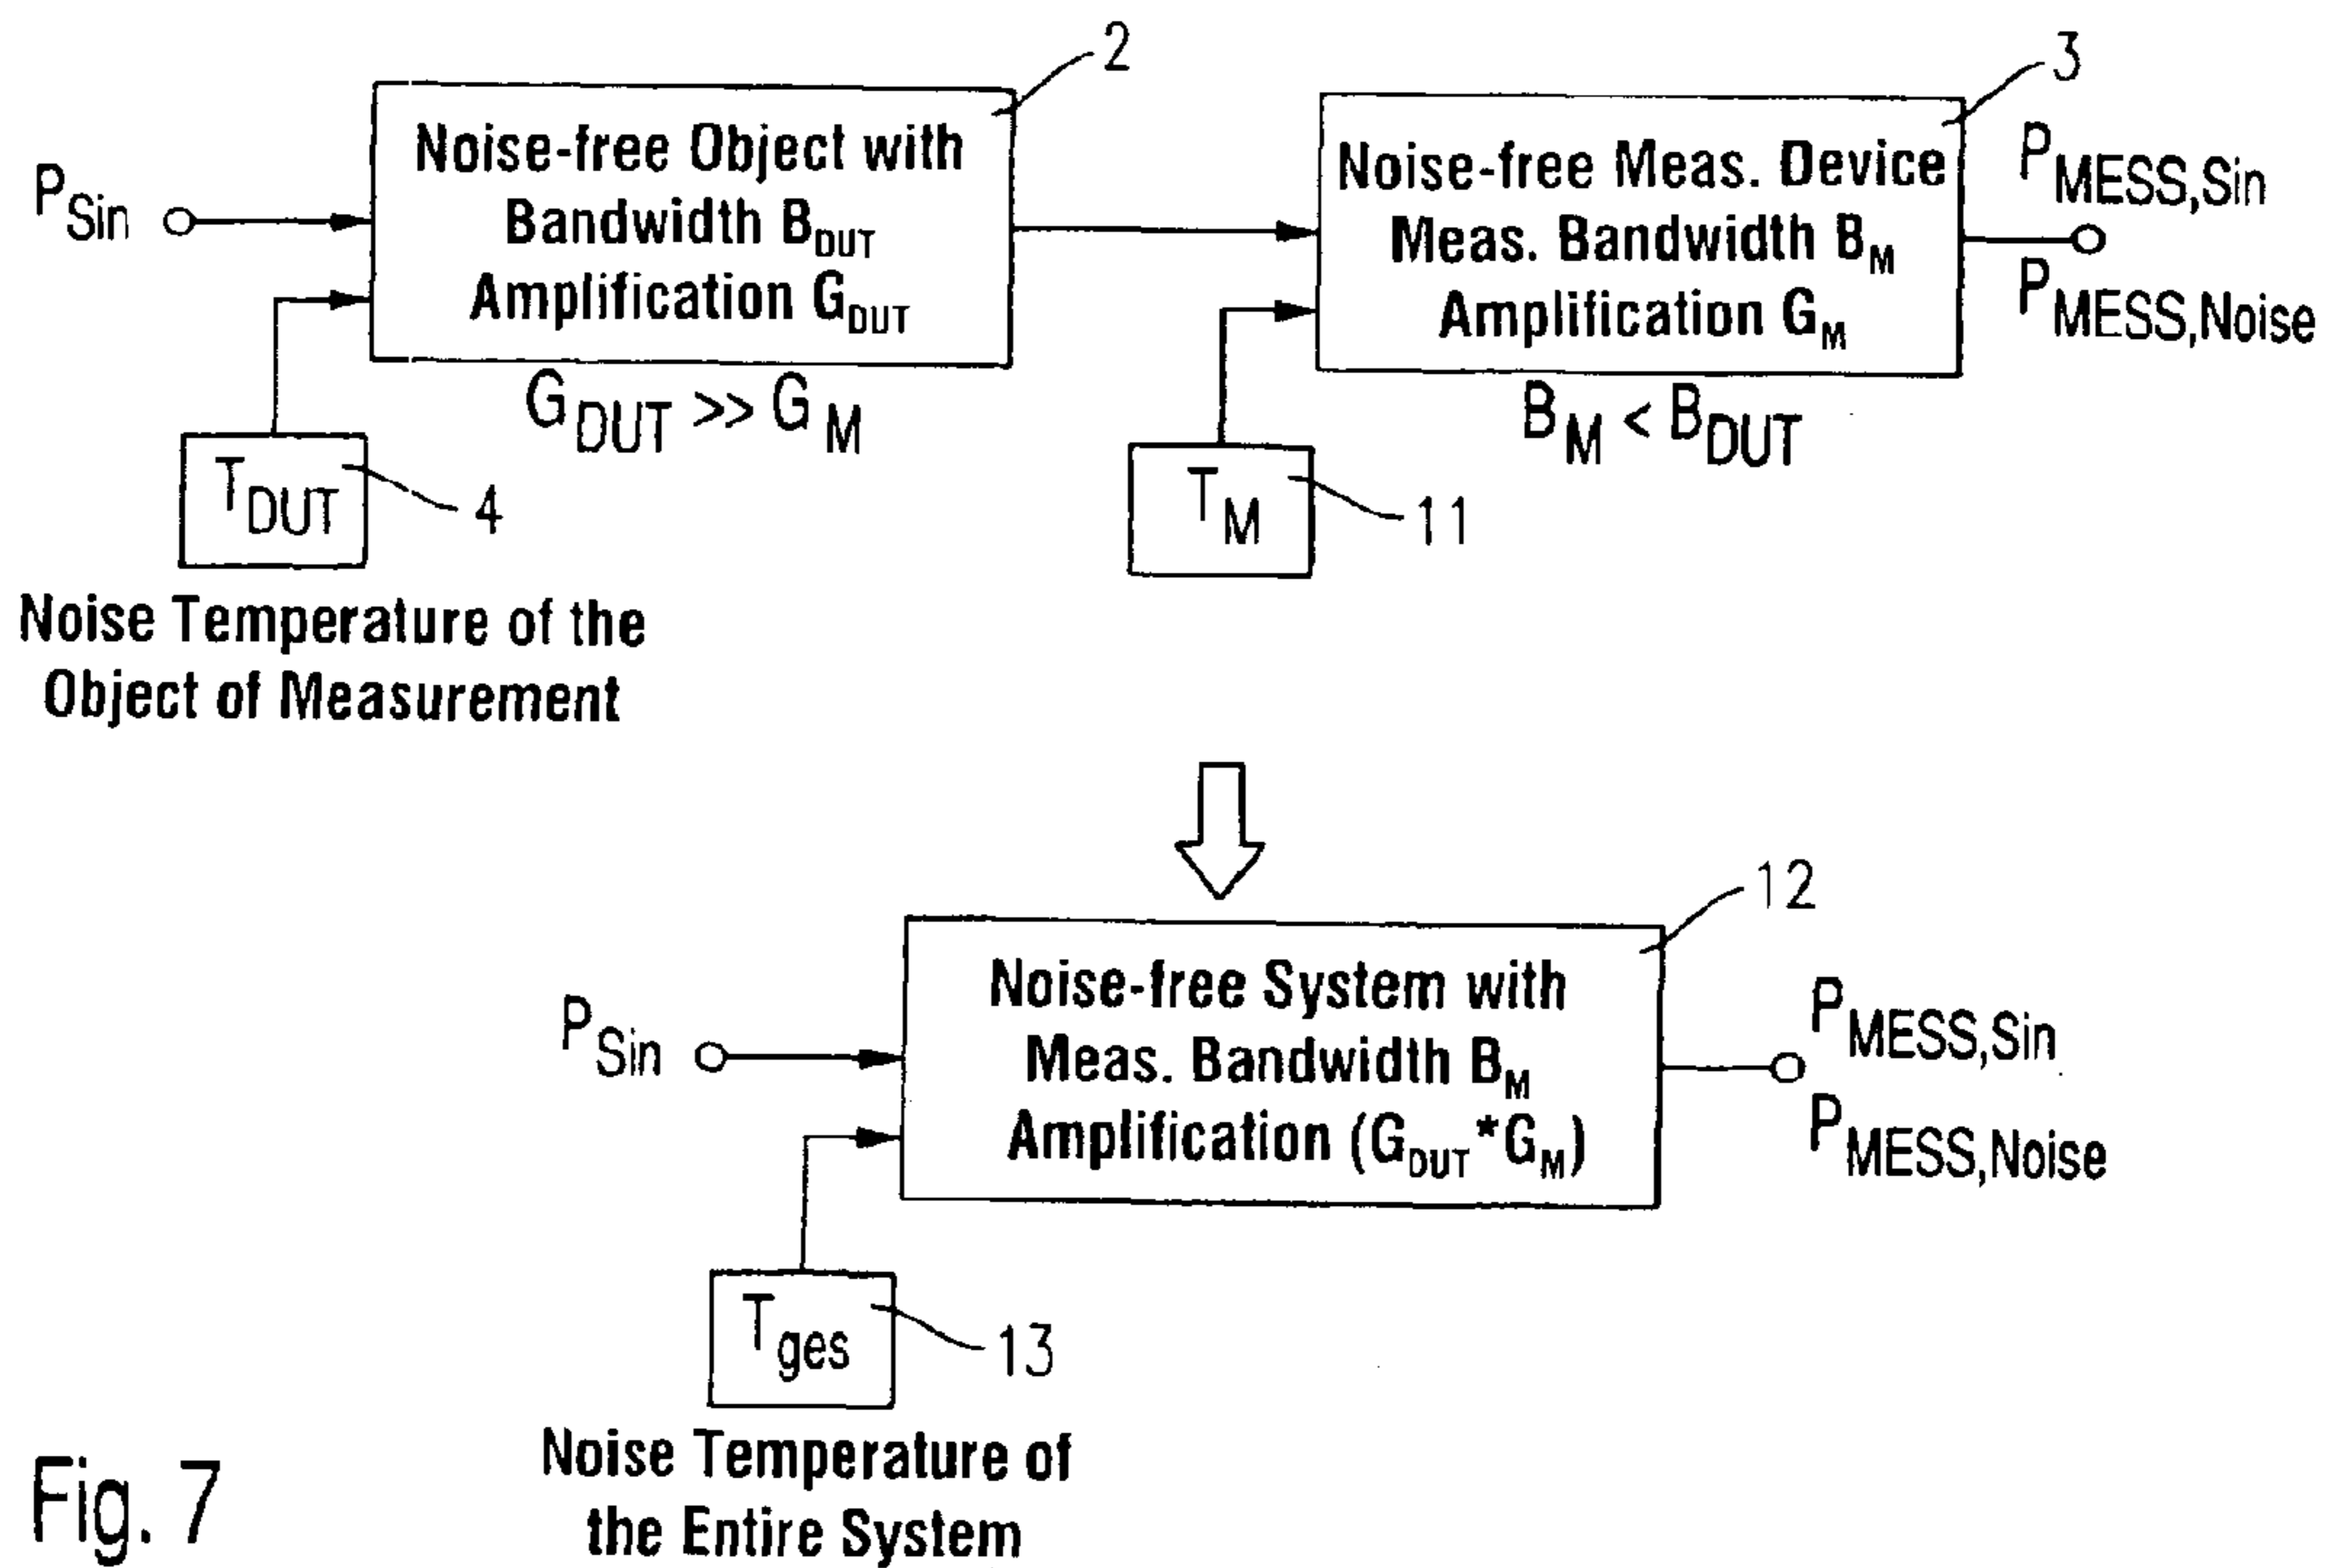 2
3
Noise-free Object with
Bandwidth B_DUT
Amplification G_DUT
P_Sin
Noise-free Meas. Device
Meas. Bandwidth B_M
Amplification G_M
P_MESS,Sin
P_MESS,Noise
G_DUT >> G_M
B_M < B_DUT
T_DUT
4
T_M
11
Noise Temperature of the
Object of Measurement
12
Noise-free System with
Meas. Bandwidth B_M
Amplification (G_DUT*G_M)
P_Sin
P_MESS,Sin
P_MESS,Noise
T_ges
13
Noise Temperature of
the Entire System
Fig. 7